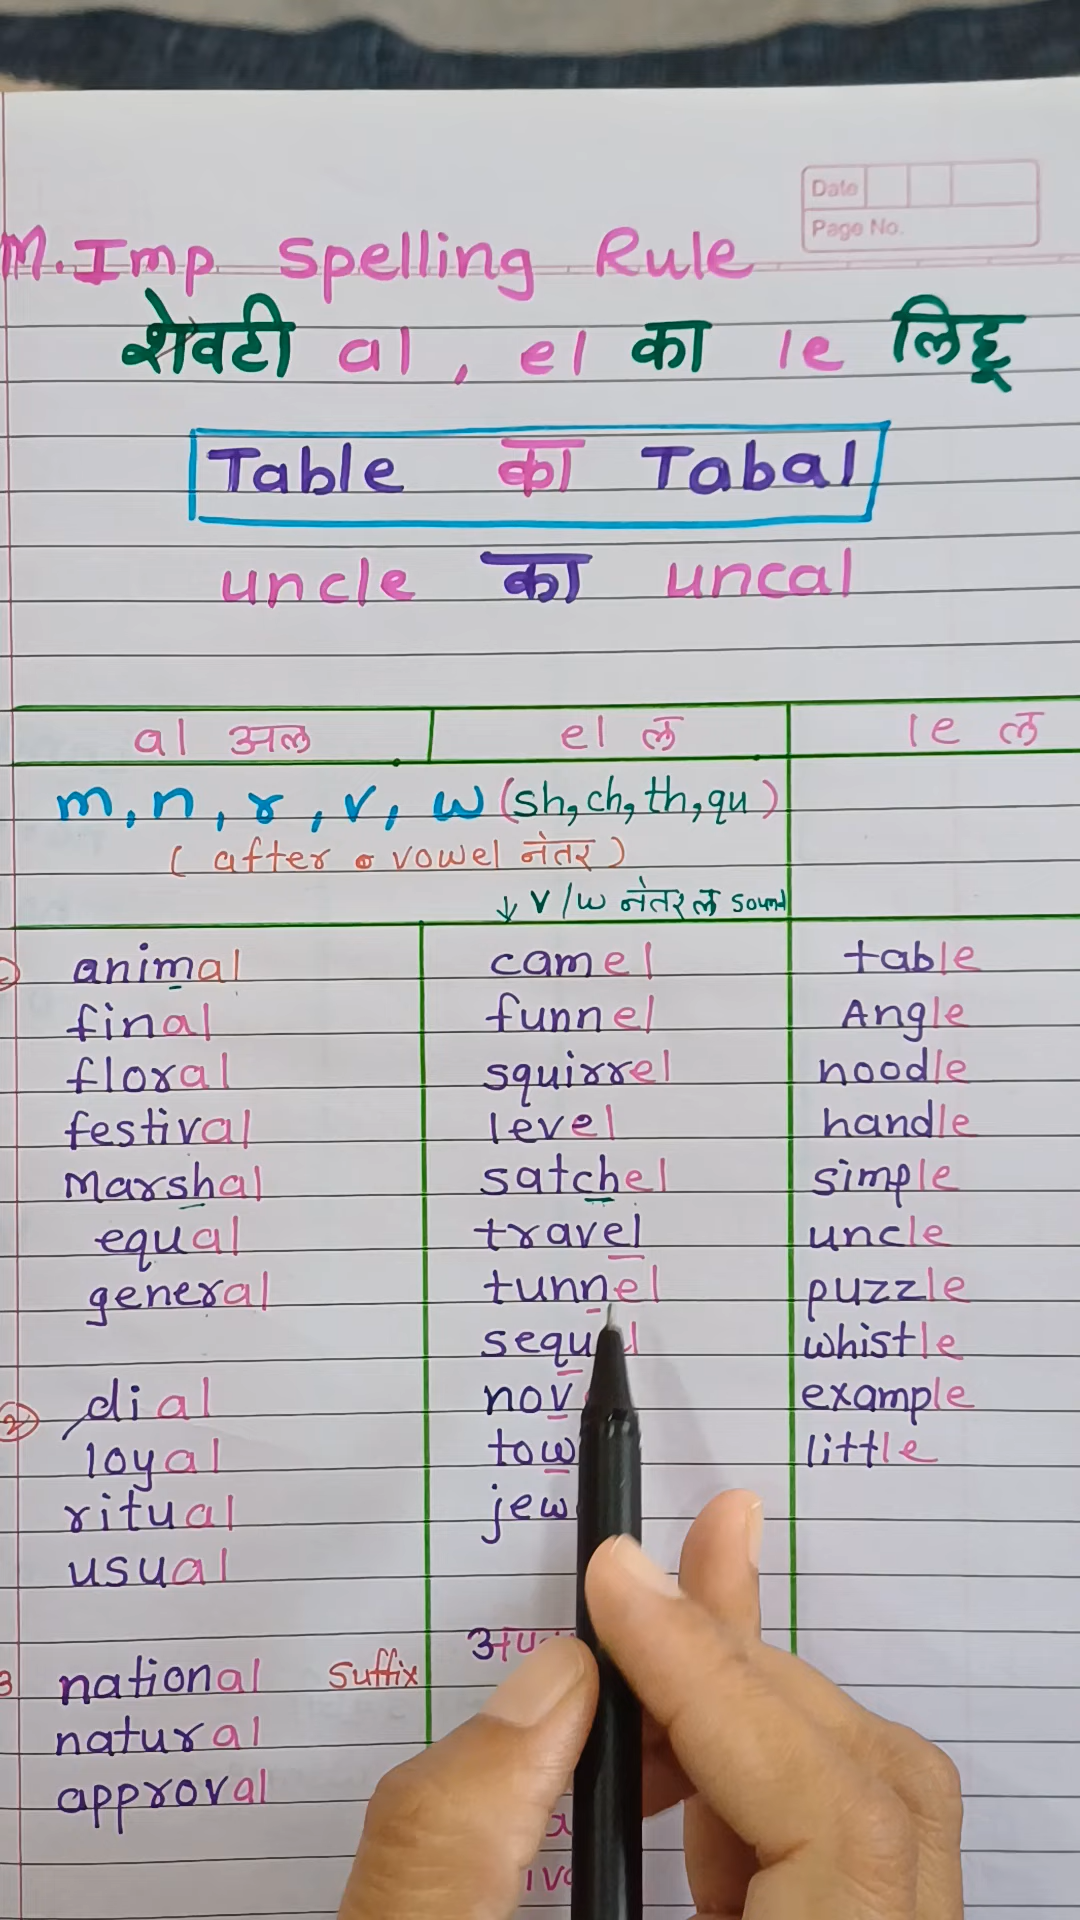 Date
Page No.
M. Imp spelling Rule
शेवटी al, el का le लिहू
Table का Tabal
uncle का uncal
al अल el ल le ल
m, n, r, v, w (sh, ch, th, qu)
( after vowel नंतर )
↓ v/w नंतर ल sound
animal camel table
final funnel Angle
floral squirrel noodle
festival level handle
marshal satchel simple
equal travel uncle
general tunnel puzzle
whistle
② dial example
loyal little
ritual
usual
3 national suffix
natural
approval